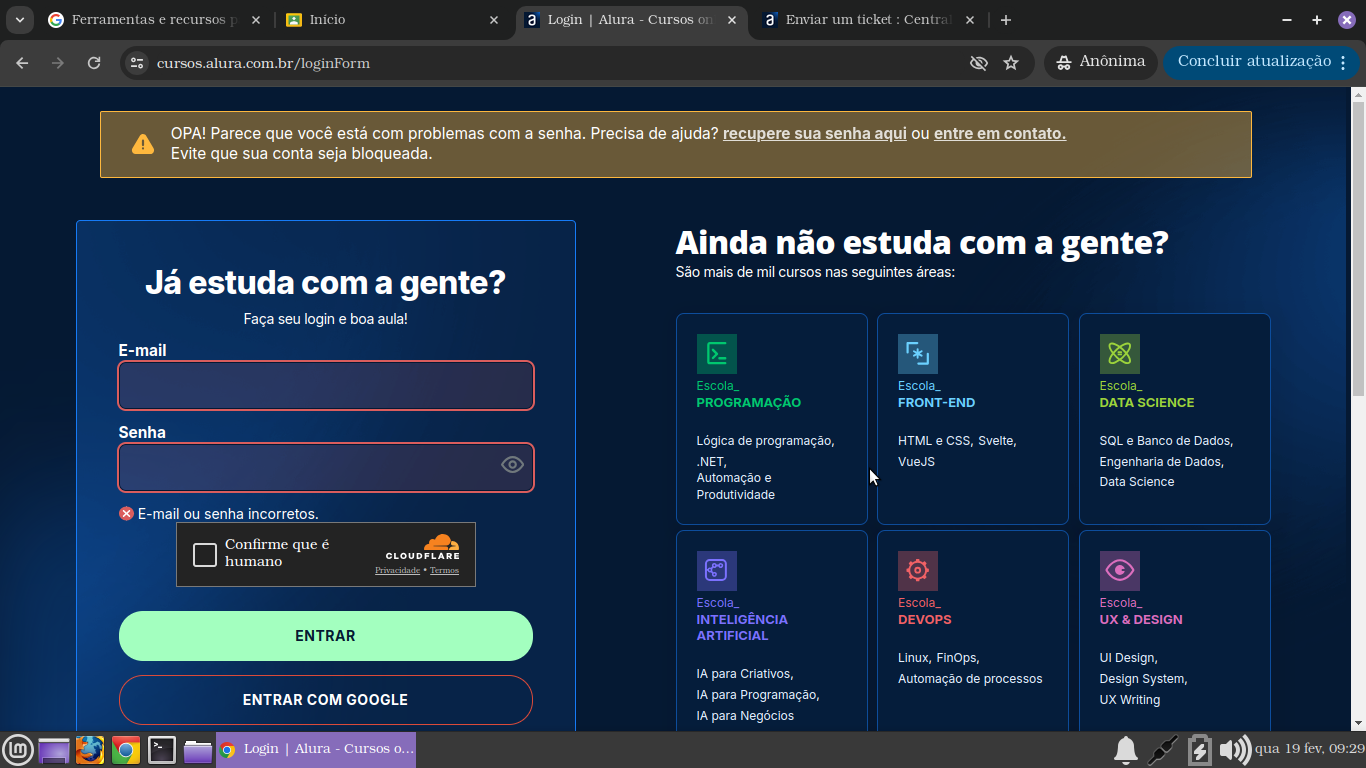 Ferramentas e recursos p
Início
Login | Alura - Cursos on
Enviar um ticket : Central
cursos.alura.com.br/loginForm
Anônima
Concluir atualização
OPA! Parece que você está com problemas com a senha. Precisa de ajuda? recupere sua senha aqui ou entre em contato.
Evite que sua conta seja bloqueada.
Já estuda com a gente?
Faça seu login e boa aula!
E-mail
Senha
E-mail ou senha incorretos.
Confirme que é
humano
CLOUDFLARE
Privacidade • Termos
ENTRAR
ENTRAR COM GOOGLE
Ainda não estuda com a gente?
São mais de mil cursos nas seguintes áreas:
Escola_
PROGRAMAÇÃO
Lógica de programação,
.NET,
Automação e
Produtividade
Escola_
FRONT-END
HTML e CSS, Svelte,
VueJS
Escola_
DATA SCIENCE
SQL e Banco de Dados,
Engenharia de Dados,
Data Science
Escola_
INTELIGÊNCIA
ARTIFICIAL
IA para Criativos,
IA para Programação,
IA para Negócios
Escola_
DEVOPS
Linux, FinOps,
Automação de processos
Escola_
UX & DESIGN
UI Design,
Design System,
UX Writing
Login | Alura - Cursos o...
qua 19 fev, 09:29